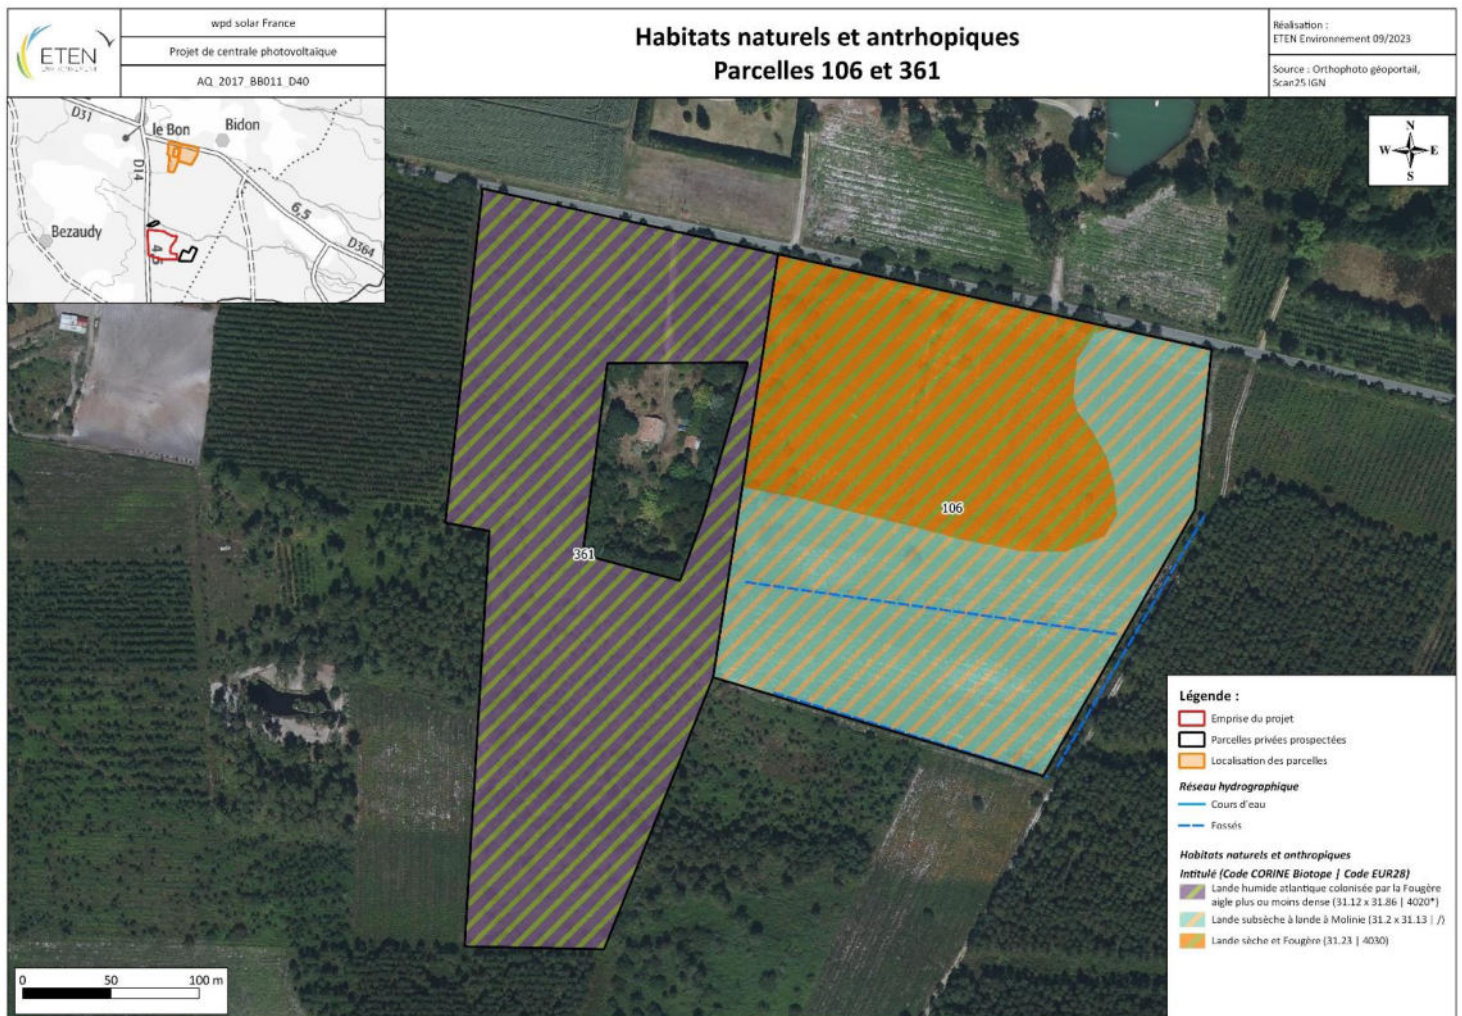 ETEN
wpd solar France
Projet de centrale photovoltaïque
AQ_2017_BB011_D40
Habitats naturels et antrhopiques
Parcelles 106 et 361
Réalisation :
ETEN Environnement 09/2023
Source : Orthophoto géoportail,
Scan25 IGN
D31
le Bon
Bidon
D14
6,5
Bezaudy
D364
N
W E
S
106
361
Légende :
Emprise du projet
Parcelles privées prospectées
Localisation des parcelles
Réseau hydrographique
Cours d'eau
Fossés
Habitats naturels et anthropiques
Intitulé (Code CORINE Biotope | Code EUR28)
Lande humide atlantique colonisée par la Fougère
aigle plus ou moins dense (31.12 x 31.86 | 4020*)
Lande subsèche à lande à Molinie (31.2 x 31.13 | /)
Lande sèche et Fougère (31.23 | 4030)
0 50 100 m